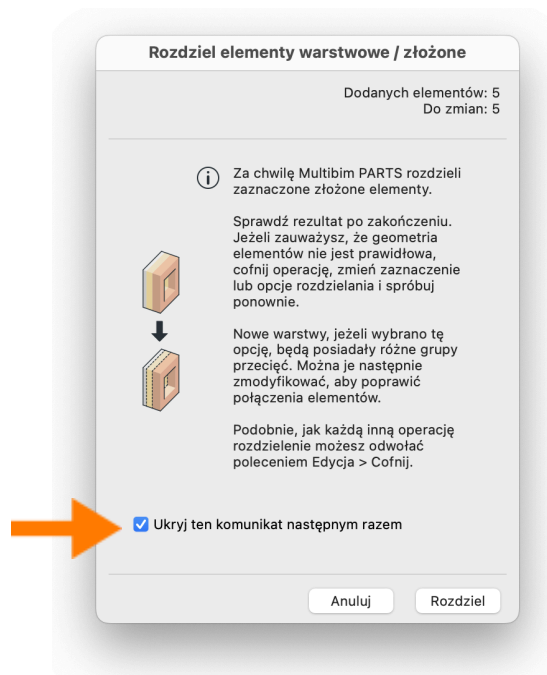 Rozdziel elementy warstwowe / złożone
Dodanych elementów: 5
Do zmian: 5
Za chwilę Multibim PARTS rozdzieli
zaznaczone złożone elementy.
Sprawdź rezultat po zakończeniu.
Jeżeli zauważysz, że geometria
elementów nie jest prawidłowa,
cofnij operację, zmień zaznaczenie
lub opcje rozdzielania i spróbuj
ponownie.
Nowe warstwy, jeżeli wybrano tę
opcję, będą posiadały różne grupy
przecięć. Można je następnie
zmodyfikować, aby poprawić
połączenia elementów.
Podobnie, jak każdą inną operację
rozdzielenie możesz odwołać
poleceniem Edycja > Cofnij.
Ukryj ten komunikat następnym razem
Anuluj
Rozdziel